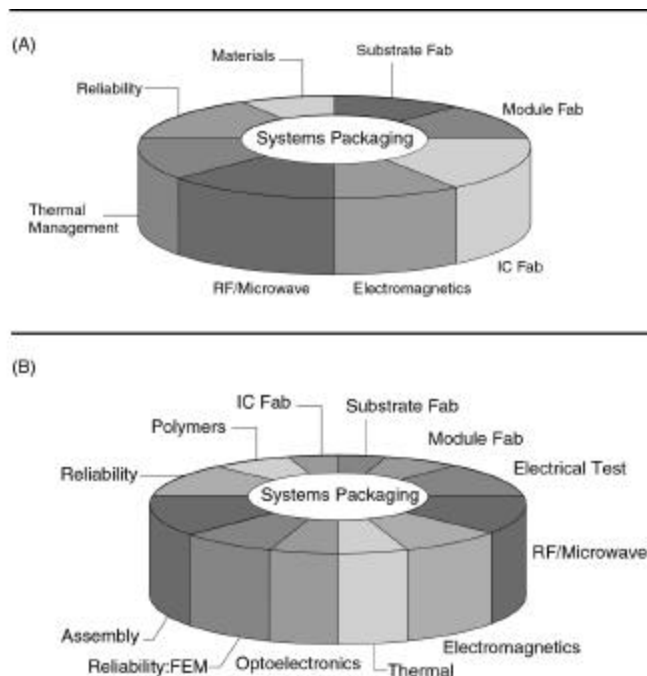 (A)
Substrate Fab
Materials
Reliability
Module Fab
Systems Packaging
Thermal
Management
IC Fab
RF/Microwave
Electromagnetics
(B)
IC Fab
Substrate Fab
Polymers
Module Fab
Reliability
Electrical Test
Systems Packaging
RF/Microwave
Assembly
Electromagnetics
Reliability:FEM
Optoelectronics
Thermal